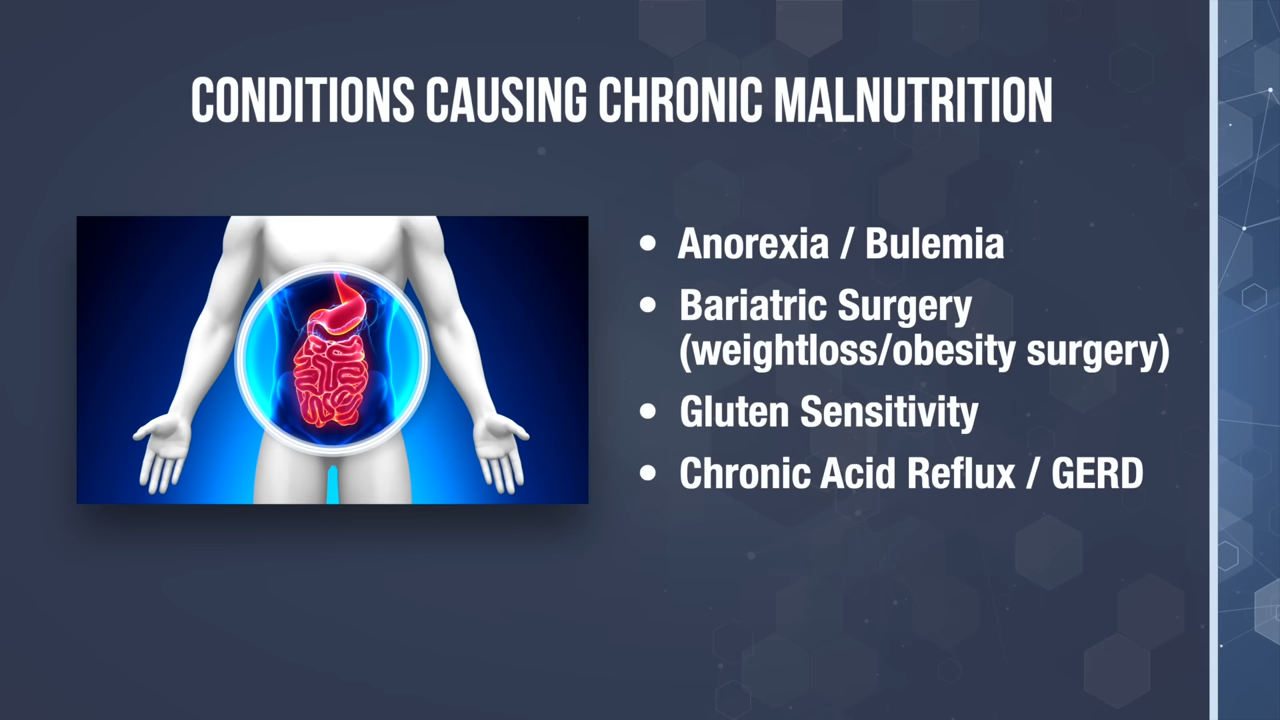 CONDITIONS CAUSING CHRONIC MALNUTRITION
• Anorexia / Bulemia
• Bariatric Surgery
(weightloss/obesity surgery)
• Gluten Sensitivity
• Chronic Acid Reflux / GERD